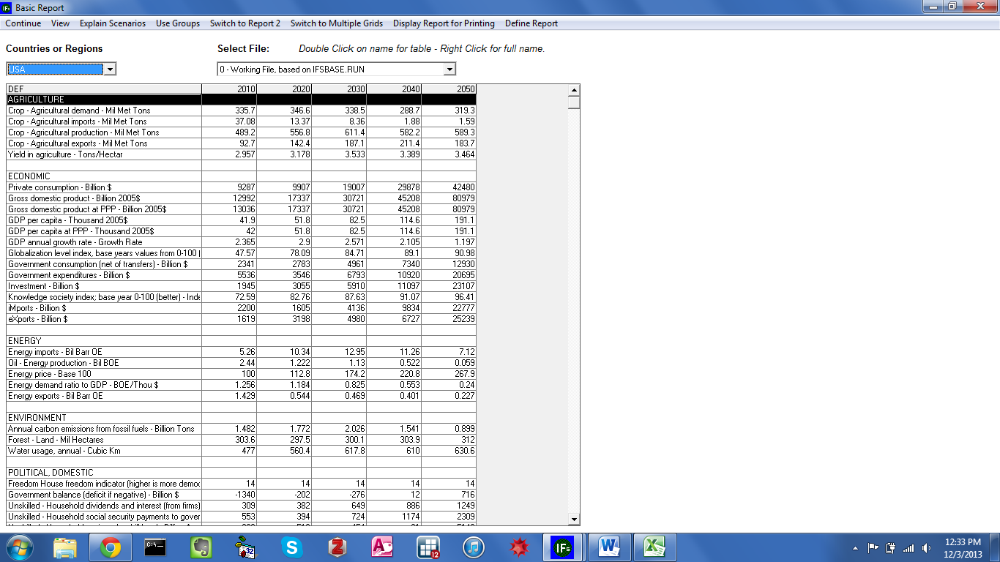 Basic Report
Continue View Explain Scenarios Use Groups Switch to Report 2 Switch to Multiple Grids Display Report for Printing Define Report
Countries or Regions Select File: Double Click on name for table - Right Click for full name.
USA 0 - Working File, based on IFSBASE.RUN
DEF 2010 2020 2030 2040 2050
AGRICULTURE
Crop - Agricultural demand - Mil Met Tons 335.7 346.6 338.5 288.7 319.3
Crop - Agricultural imports - Mil Met Tons 37.08 13.37 8.36 1.88 1.59
Crop - Agricultural production - Mil Met Tons 489.2 556.8 611.4 582.2 589.3
Crop - Agricultural exports - Mil Met Tons 92.7 142.4 187.1 211.4 183.7
Yield in agriculture - Tons/Hectar 2.957 3.178 3.533 3.389 3.464
ECONOMIC
Private consumption - Billion $ 9287 9907 19007 29878 42480
Gross domestic product - Billion 2005$ 12992 17337 30721 45208 80979
Gross domestic product at PPP - Billion 2005$ 13036 17337 30721 45208 80979
GDP per capita - Thousand 2005$ 41.9 51.8 82.5 114.6 191.1
GDP per capita at PPP - Thousand 2005$ 42 51.8 82.5 114.6 191.1
GDP annual growth rate - Growth Rate 2.365 2.9 2.571 2.105 1.197
Globalization level index, base years values from 0-100 ( 47.57 78.09 84.71 89.1 90.98
Government consumption (net of transfers) - Billion $ 2341 2783 4961 7340 12930
Government expenditures - Billion $ 5536 3546 6793 10920 20695
Investment - Billion $ 1945 3055 5910 11097 23107
Knowledge society index; base year 0-100 (better) - Inde 72.59 82.76 87.63 91.07 96.41
iMports - Billion $ 2200 1605 4136 9834 22777
eXports - Billion $ 1619 3198 4980 6727 25239
ENERGY
Energy imports - Bil Barr OE 5.26 10.34 12.95 11.26 7.12
Oil - Energy production - Bil BOE 2.44 1.222 1.13 0.522 0.059
Energy price - Base 100 100 112.8 174.2 220.8 267.9
Energy demand ratio to GDP - BOE/Thou $ 1.256 1.184 0.825 0.553 0.24
Energy exports - Bil Barr OE 1.429 0.544 0.469 0.401 0.227
ENVIRONMENT
Annual carbon emissions from fossil fuels - Billion Tons 1.482 1.772 2.026 1.541 0.899
Forest - Land - Mil Hectares 303.6 297.5 300.1 303.9 312
Water usage, annual - Cubic Km 477 560.4 617.8 610 630.6
POLITICAL, DOMESTIC
Freedom House freedom indicator (higher is more democ 14 14 14 14 14
Government balance (deficit if negative) - Billion $ -1340 -202 -276 12 716
Unskilled - Household dividends and interest (from firms) 309 382 649 886 1249
Unskilled - Household social security payments to gover 553 394 724 1174 2309
12:33 PM
12/3/2013